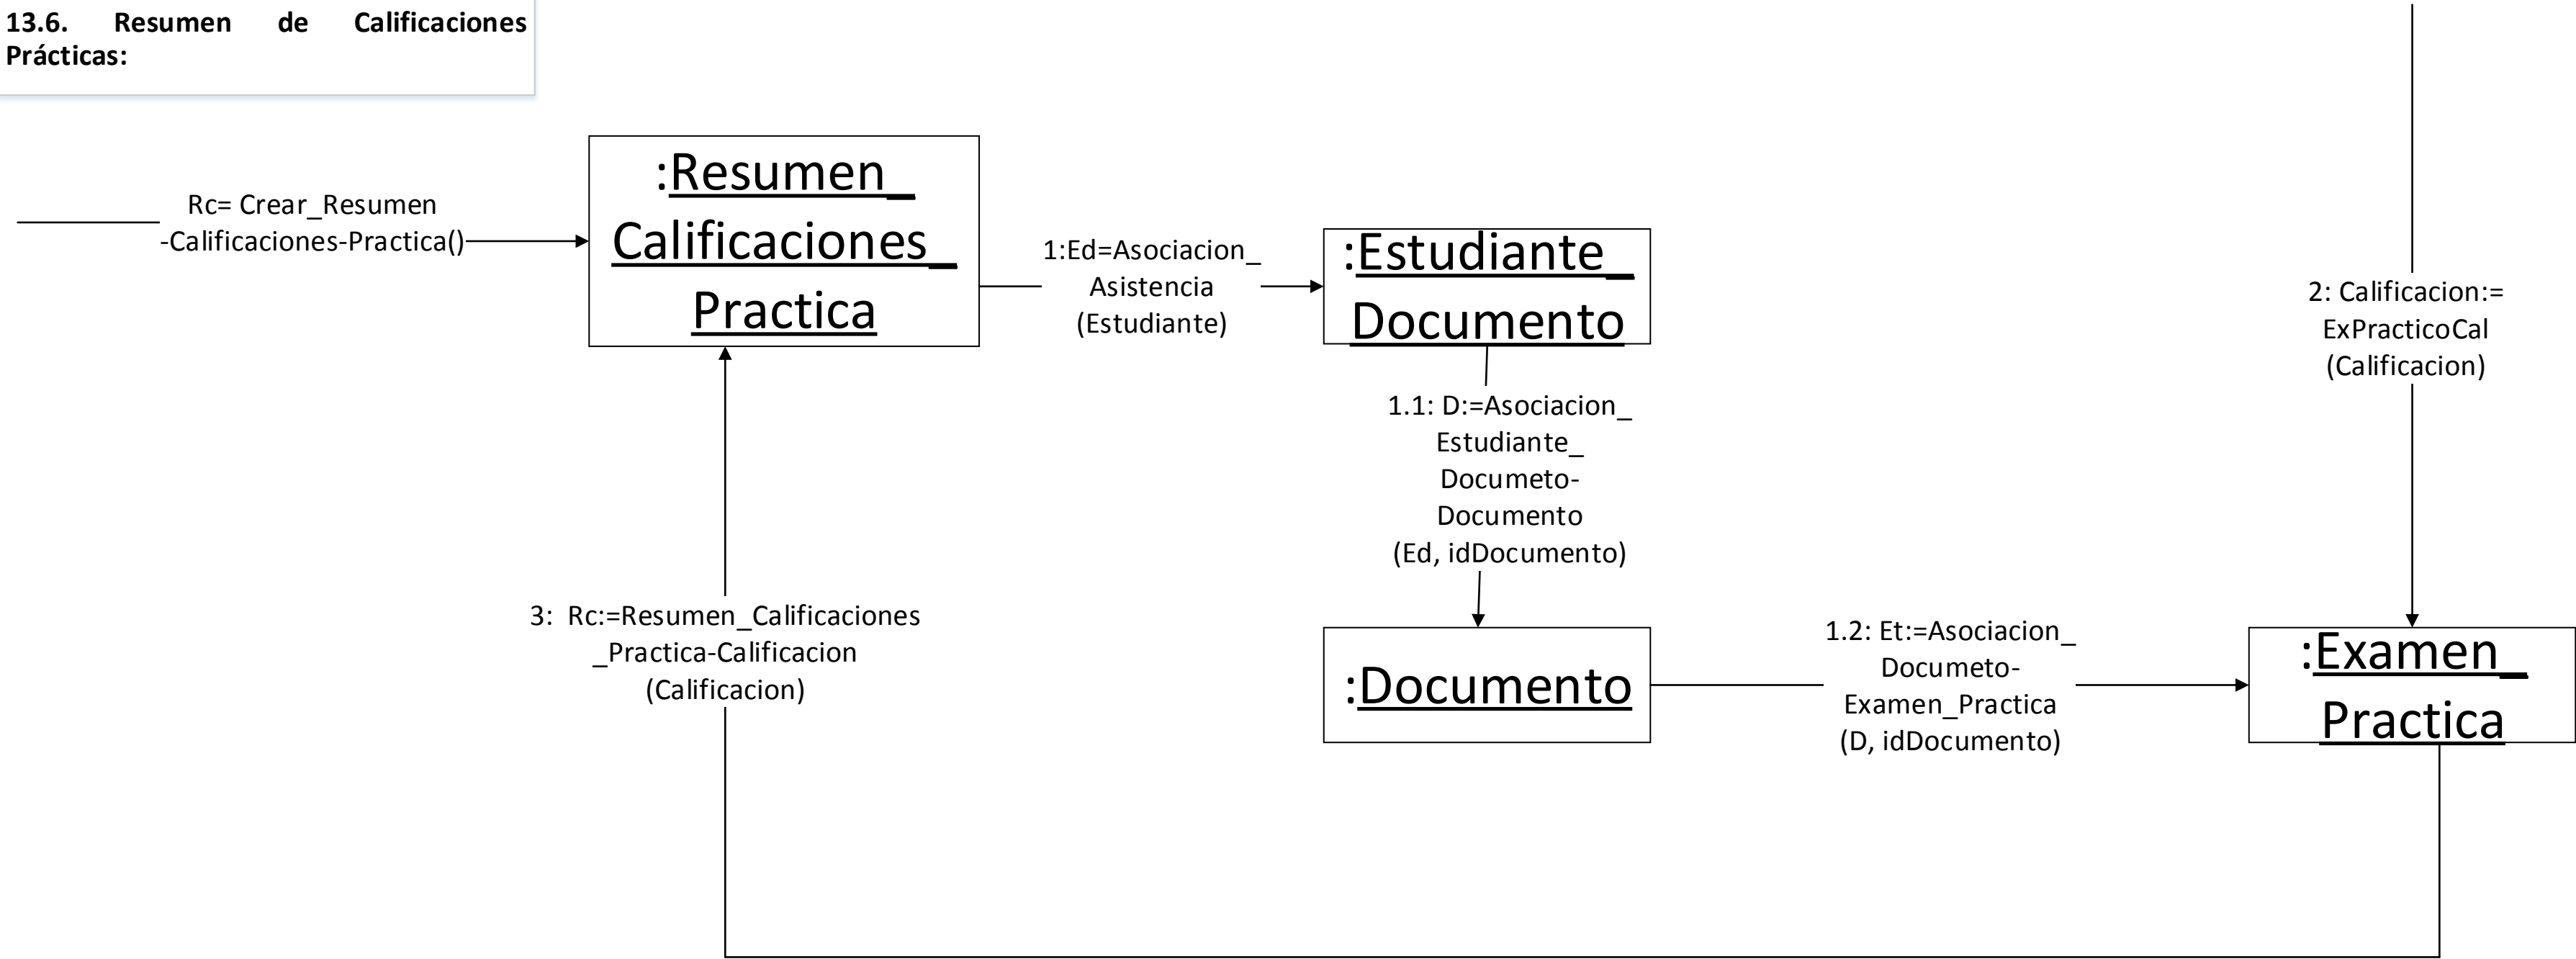 13.6. Resumen de Calificaciones
Prácticas:
Rc= Crear_Resumen
-Calificaciones-Practica()
:Resumen_
Calificaciones_
Practica
1:Ed=Asociacion_
Asistencia
(Estudiante)
:Estudiante_
Documento
2: Calificacion:=
ExPracticoCal
(Calificacion)
1.1: D:=Asociacion_
Estudiante_
Documeto-
Documento
(Ed, idDocumento)
3: Rc:=Resumen_Calificaciones
_Practica-Calificacion
(Calificacion)
:Documento
1.2: Et:=Asociacion_
Documeto-
Examen_Practica
(D, idDocumento)
:Examen_
Practica